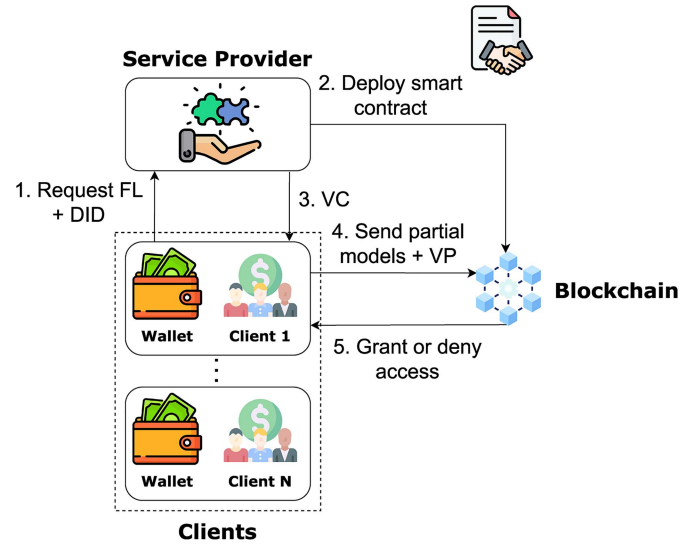 Service Provider
2. Deploy smart
contract
1. Request FL
+ DID
3. VC
4. Send partial
models + VP
Blockchain
5. Grant or deny
access
Wallet
Client 1
Wallet
Client N
Clients